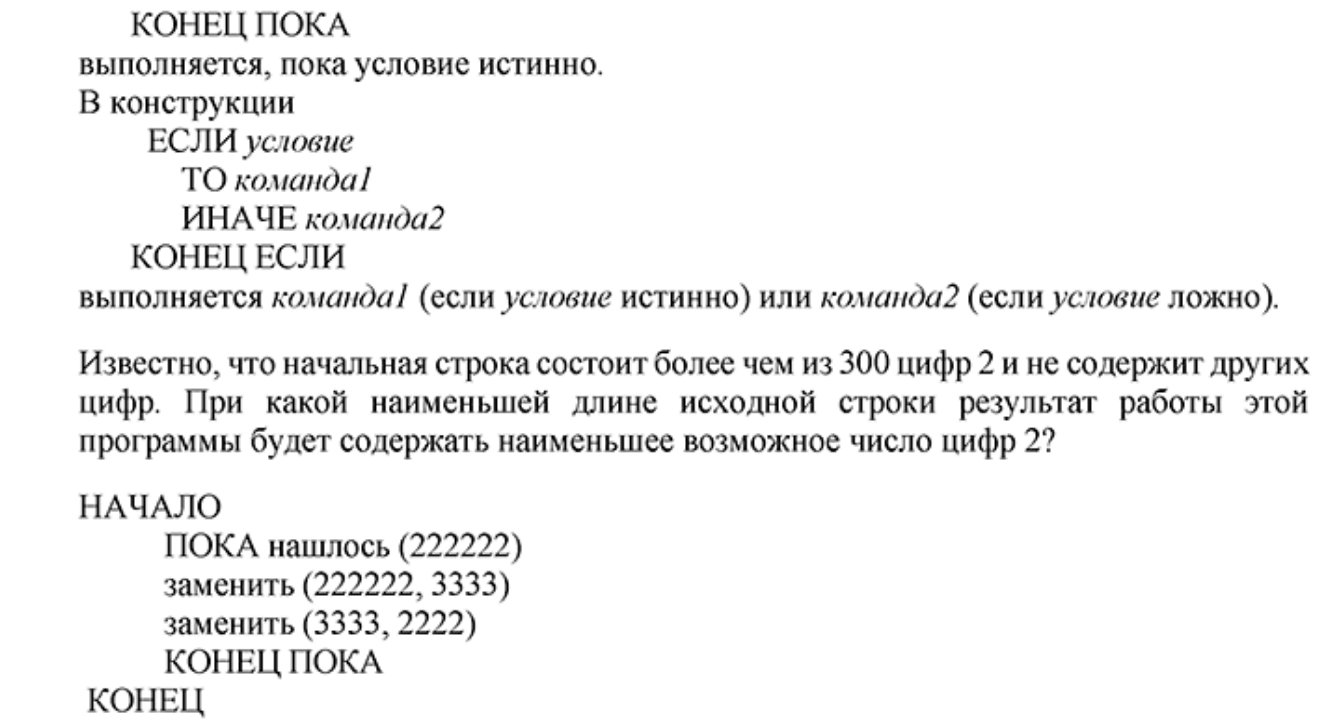 КОНЕЦ ПОКА
выполняется, пока условие истинно.
В конструкции
ЕСЛИ условие
ТО команда1
ИНАЧЕ команда2
КОНЕЦ ЕСЛИ
выполняется команда1 (если условие истинно) или команда2 (если условие ложно).
Известно, что начальная строка состоит более чем из 300 цифр 2 и не содержит других
цифр. При какой наименьшей длине исходной строки результат работы этой
программы будет содержать наименьшее возможное число цифр 2?
НАЧАЛО
ПОКА нашлось (222222)
заменить (222222, 3333)
заменить (3333, 2222)
КОНЕЦ ПОКА
КОНЕЦ